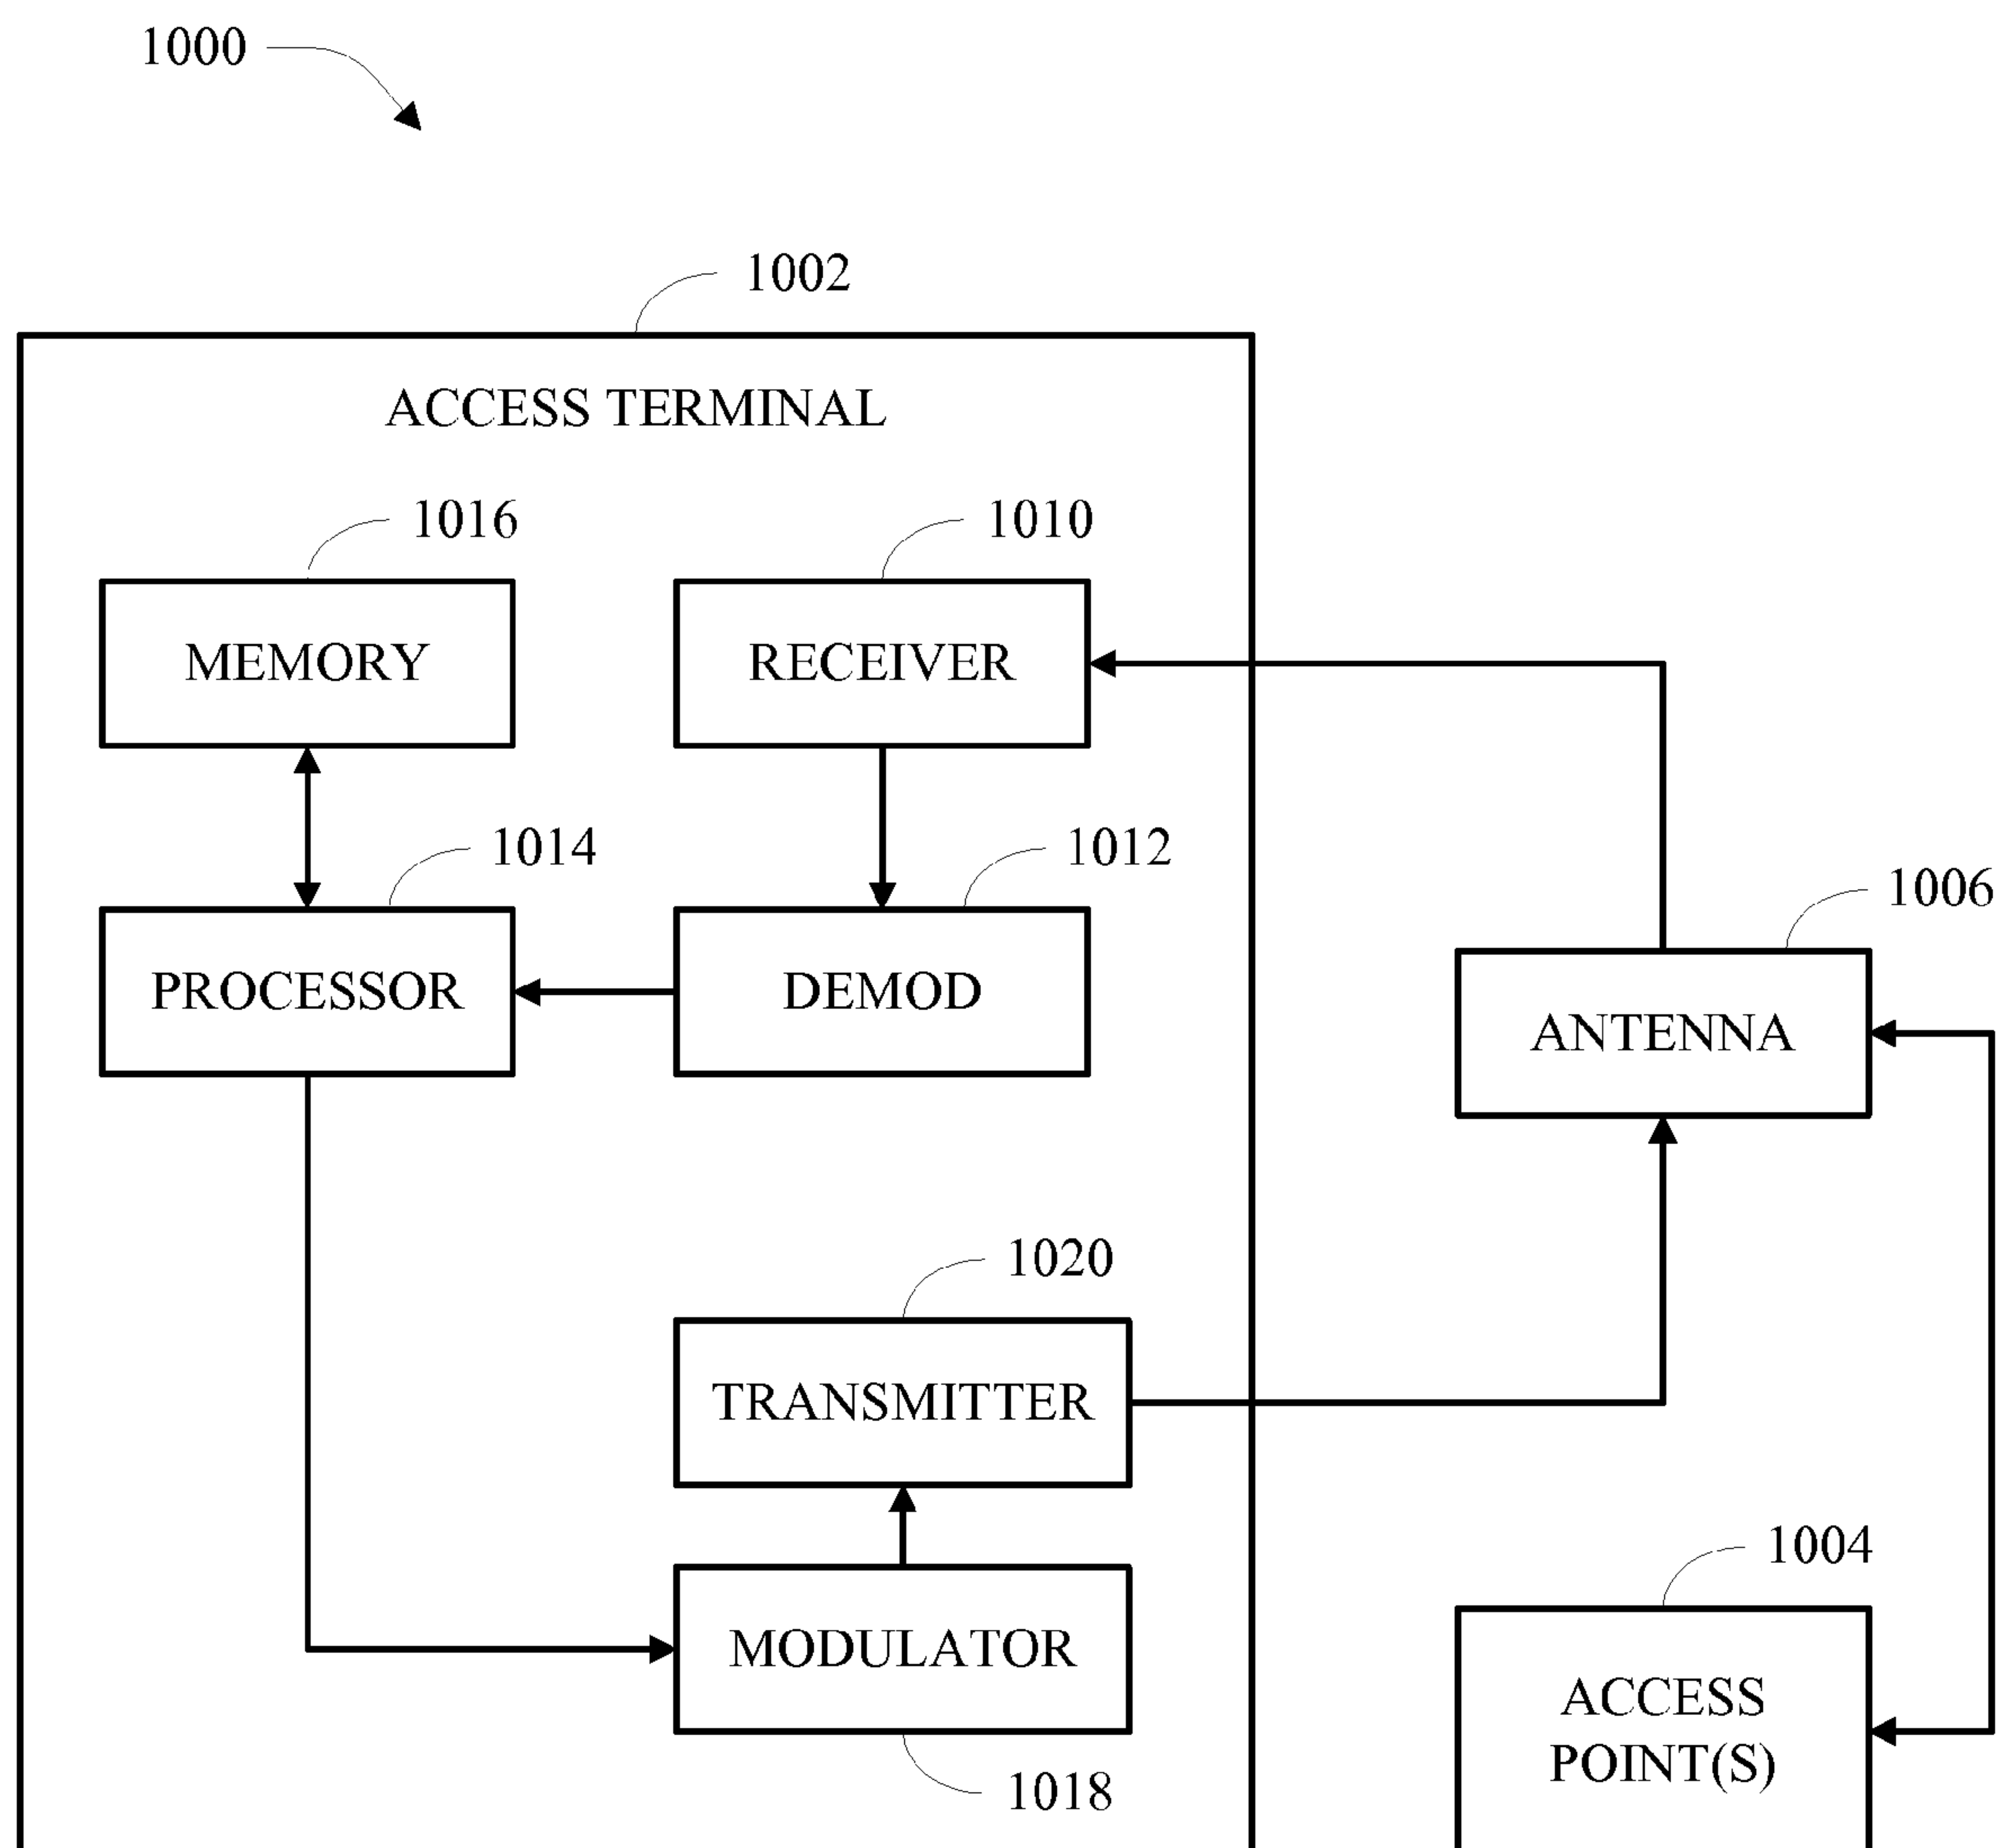 1000
1002
ACCESS TERMINAL
1016
1010
MEMORY
RECEIVER
1014
1012
1006
PROCESSOR
DEMOD
ANTENNA
1020
TRANSMITTER
1004
MODULATOR
ACCESS
POINT(S)
1018